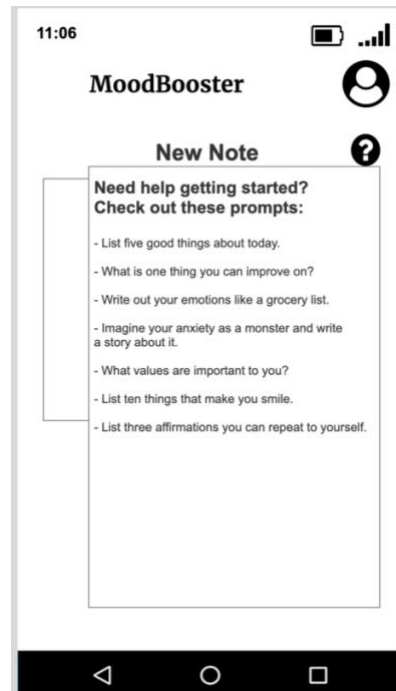 11:06
MoodBooster
New Note
?
Need help getting started?
Check out these prompts:
- List five good things about today.
- What is one thing you can improve on?
- Write out your emotions like a grocery list.
- Imagine your anxiety as a monster and write
a story about it.
- What values are important to you?
- List ten things that make you smile.
- List three affirmations you can repeat to yourself.